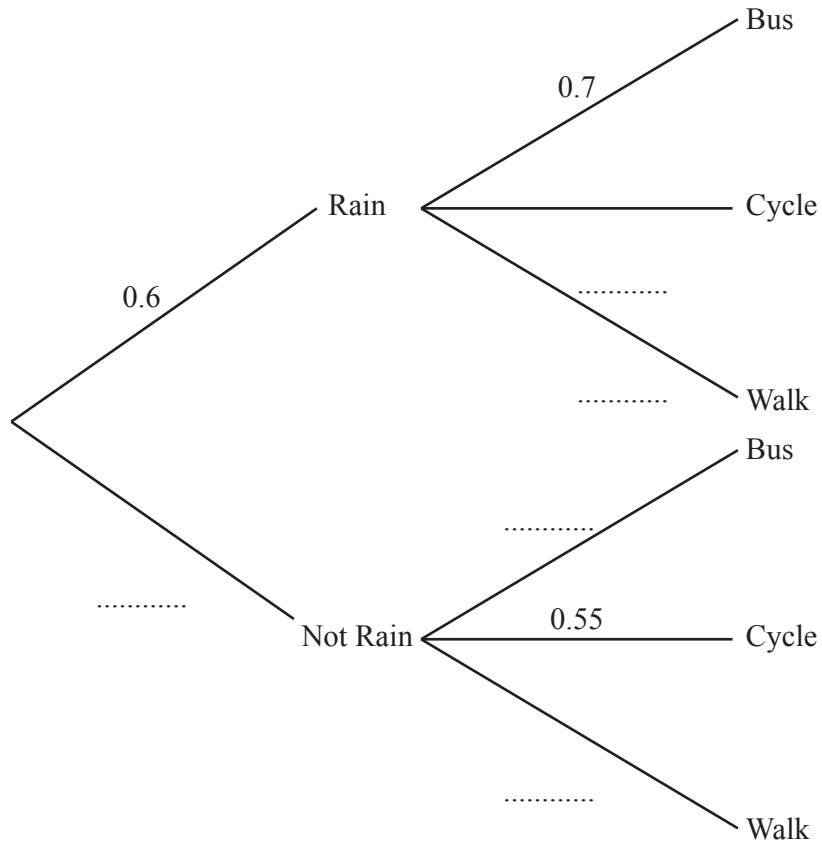 Bus
0.7
Rain
Cycle
0.6
............
............
Walk
Bus
............
............
0.55
Not Rain
Cycle
............
Walk